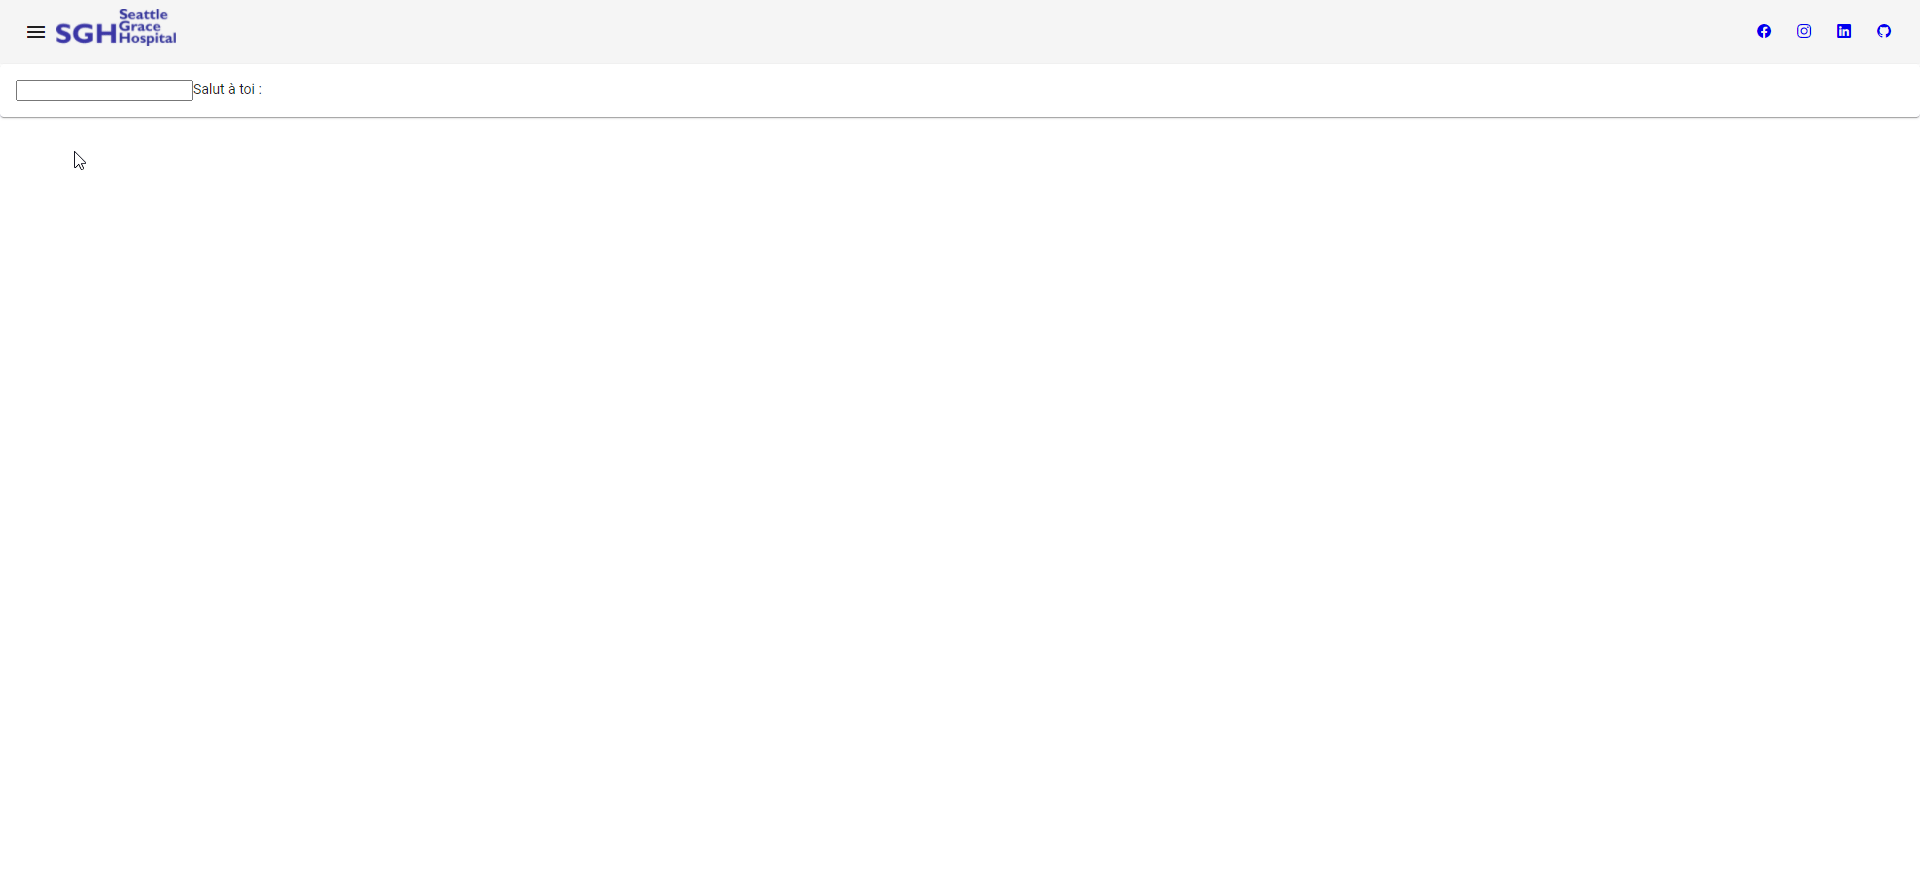 SGH Seattle
Grace
Hospital
Salut à toi :